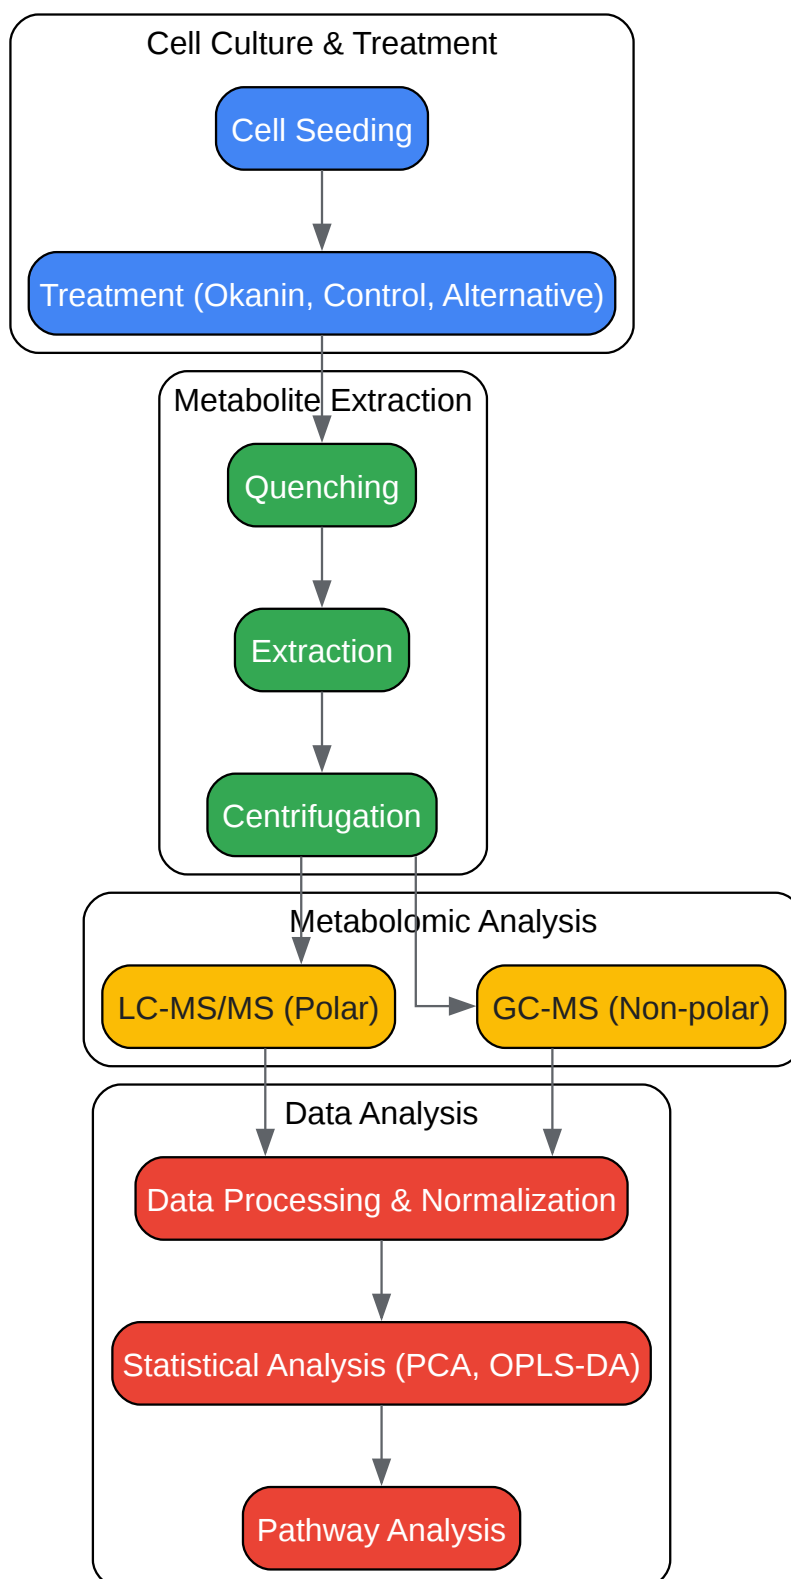 Cell Culture & Treatment
Cell Seeding
Treatment (Okanin, Control, Alternative)
Metabolite Extraction
Quenching
Extraction
Centrifugation
Metabolomic Analysis
LC-MS/MS (Polar)
GC-MS (Non-polar)
Data Analysis
Data Processing & Normalization
Statistical Analysis (PCA, OPLS-DA)
Pathway Analysis